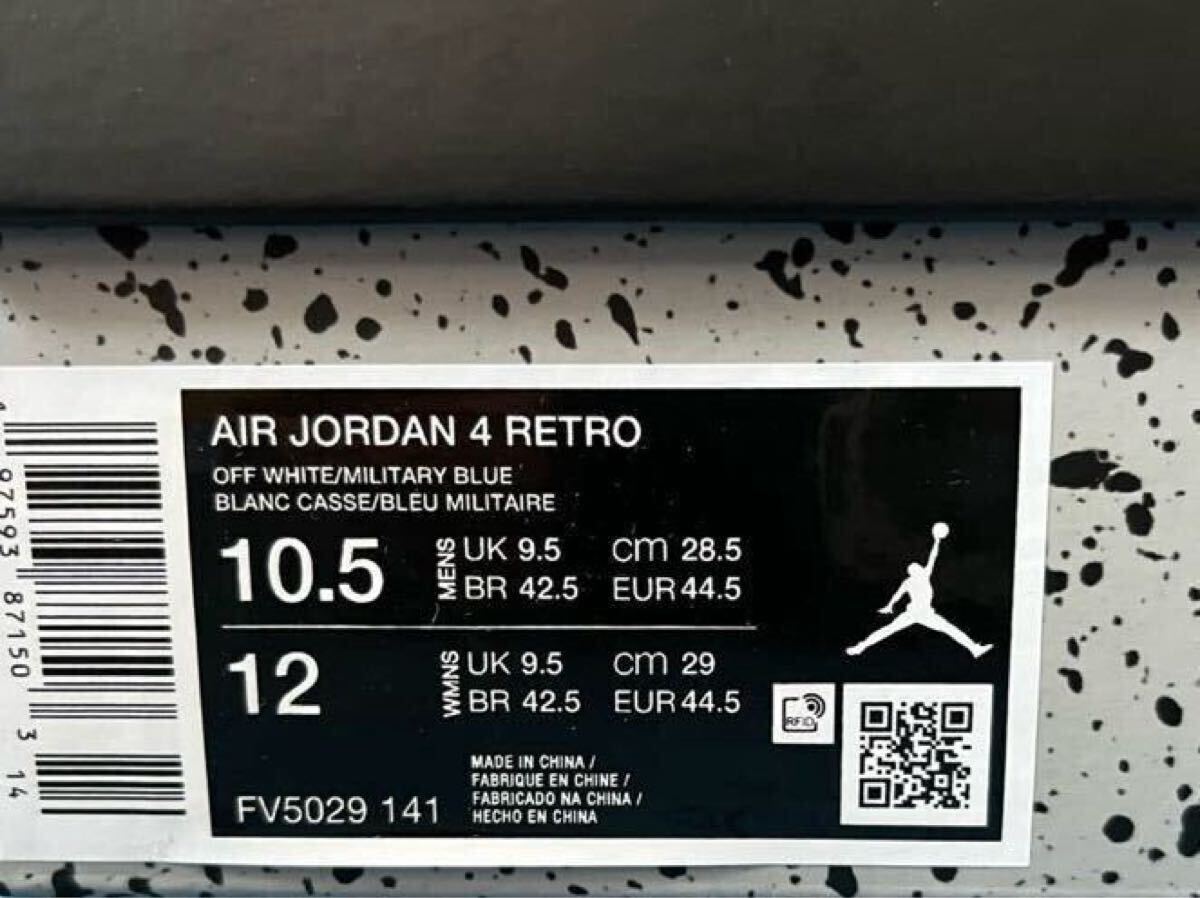 AIR JORDAN 4 RETRO
OFF WHITE/MILITARY BLUE
BLANC CASSE/BLEU MILITAIRE
10.5 MENS UK 9.5 cm 28.5
BR 42.5 EUR 44.5
12 WMNS UK 9.5 cm 29
BR 42.5 EUR 44.5
RFID
FV5029 141
MADE IN CHINA /
FABRIQUE EN CHINE /
FABRICADO NA CHINA /
HECHO EN CHINA
97593 87150 3 14